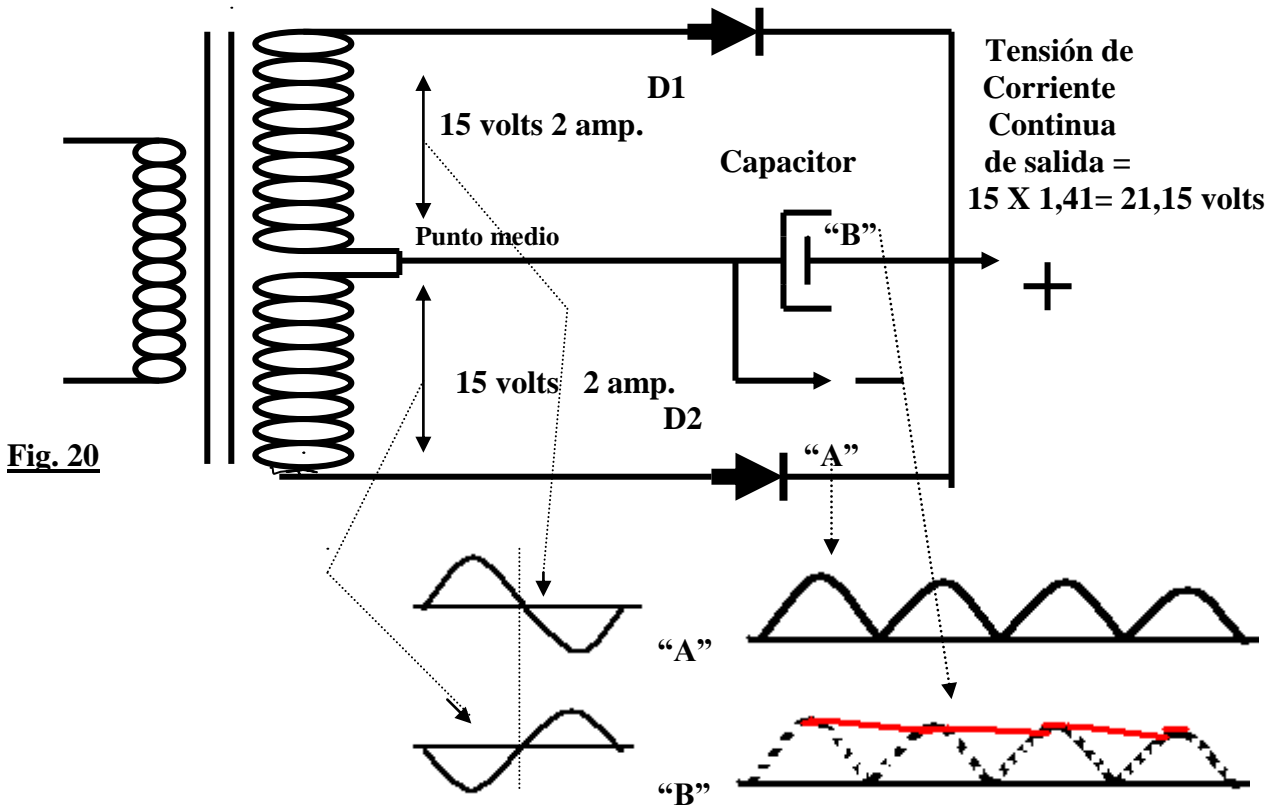 D1
15 volts 2 amp.
Tensión de
Corriente
Continua
de salida =
15 X 1,41= 21,15 volts
Capacitor
Punto medio
“B”
+
15 volts 2 amp.
D2
Fig. 20
“A”
“A”
“B”